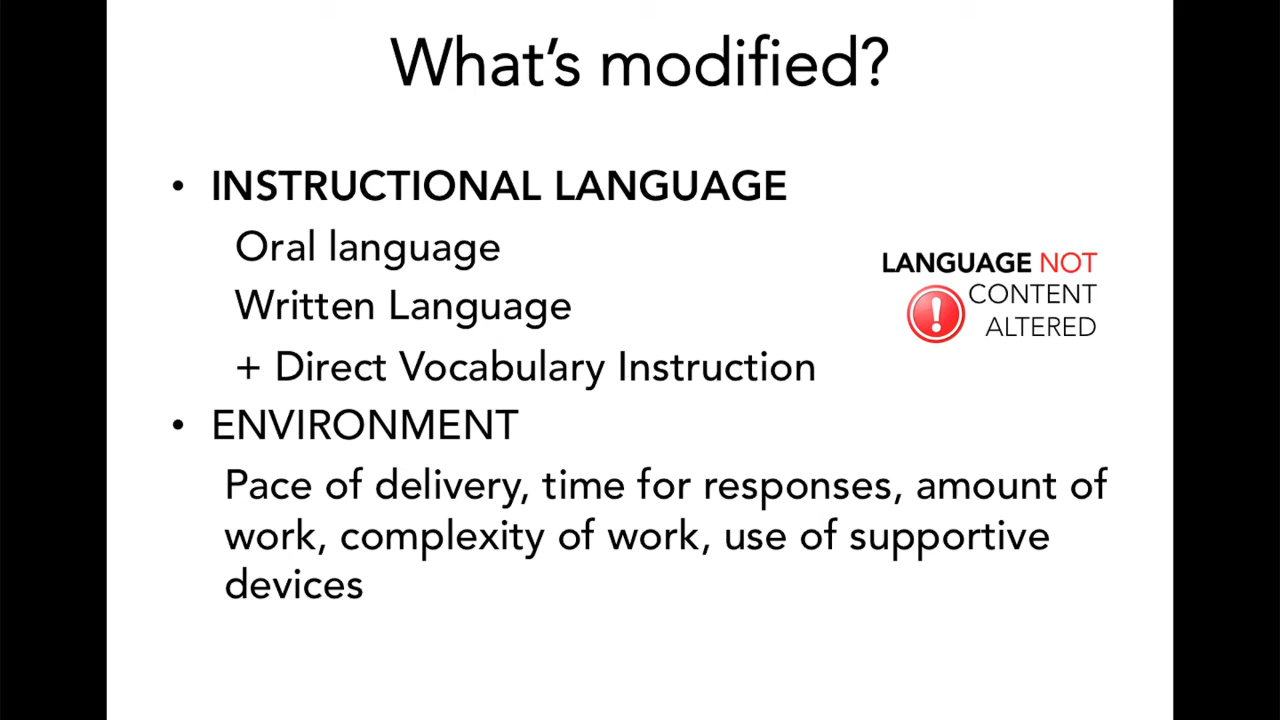 What's modified?
• INSTRUCTIONAL LANGUAGE
Oral language
Written Language
+ Direct Vocabulary Instruction
LANGUAGE NOT
CONTENT
ALTERED
• ENVIRONMENT
Pace of delivery, time for responses, amount of
work, complexity of work, use of supportive
devices